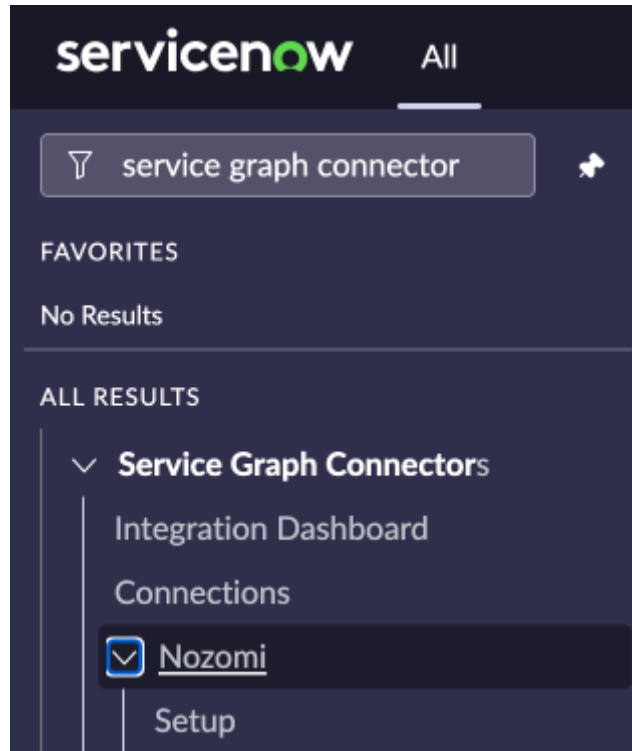 servicenow All
service graph connector
FAVORITES
No Results
ALL RESULTS
Service Graph Connectors
Integration Dashboard
Connections
Nozomi
Setup